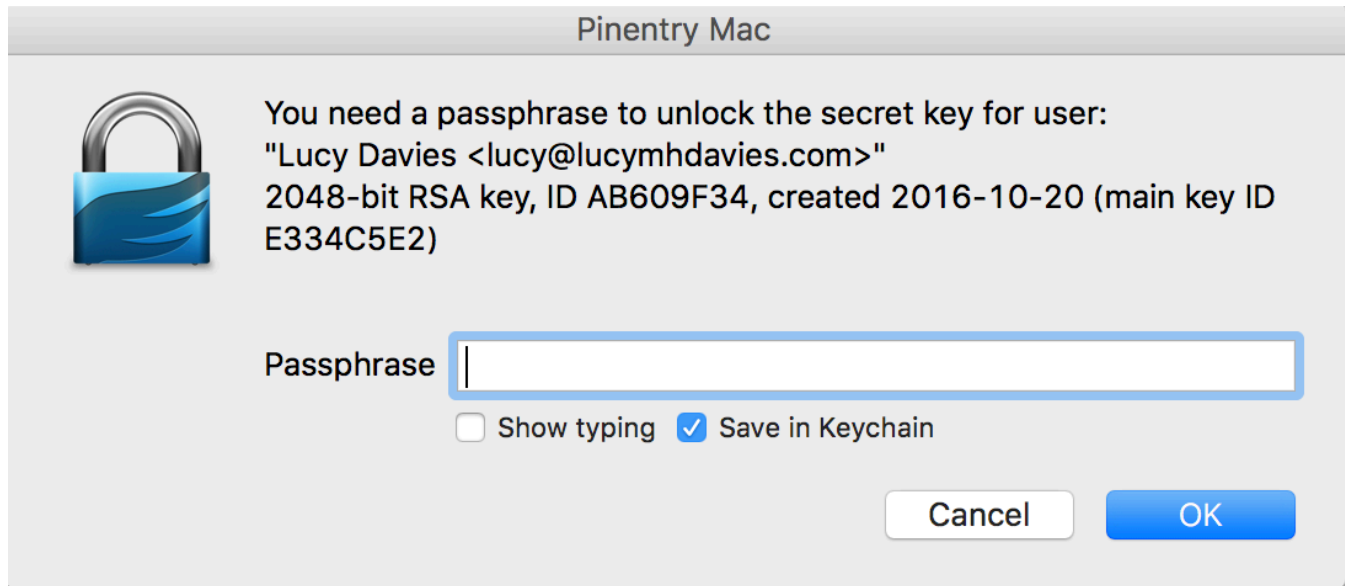 Pinentry Mac
You need a passphrase to unlock the secret key for user:
"Lucy Davies <lucy@lucymhdavies.com>"
2048-bit RSA key, ID AB609F34, created 2016-10-20 (main key ID
E334C5E2)
Passphrase
Show typing Save in Keychain
Cancel OK